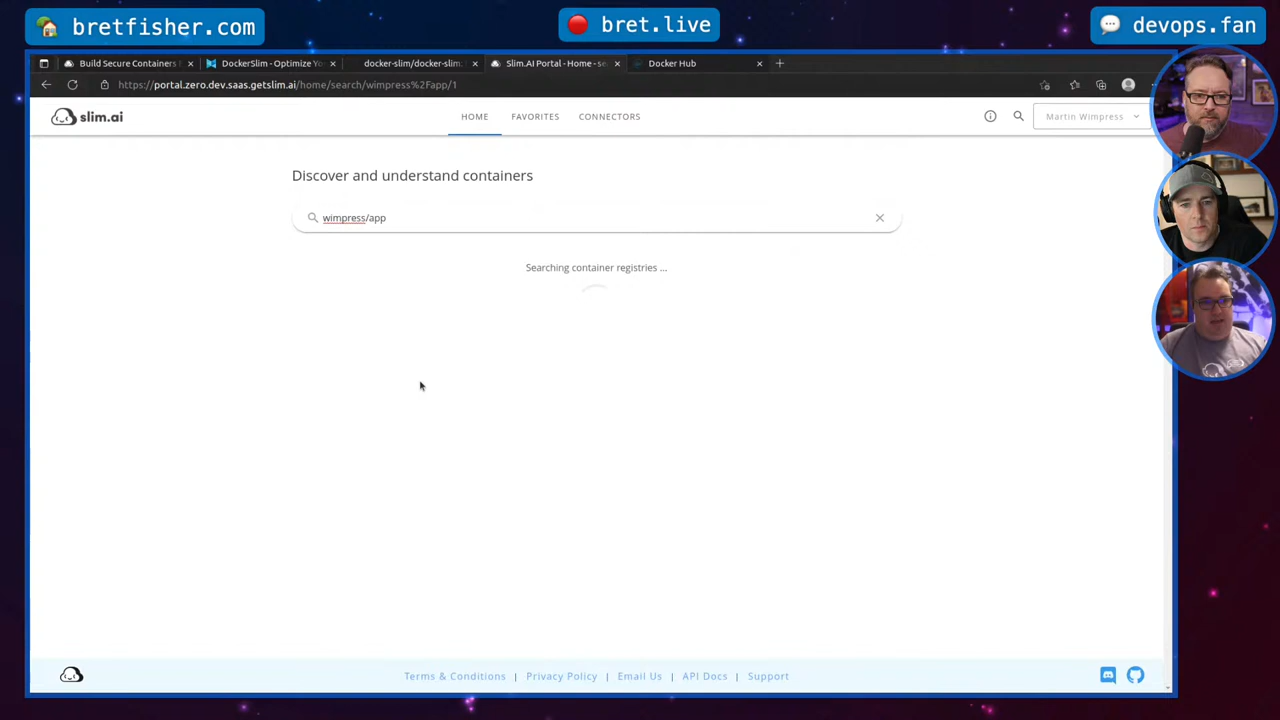 bretfisher.com
bret.live
devops.fan
Build Secure Containers
DockerSlim - Optimize Yo
docker-slim/docker-slim:
Slim.AI Portal - Home - se
Docker Hub
https://portal.zero.dev.saas.getslim.ai/home/search/wimpress%2Fapp/1
slim.ai
HOME
FAVORITES
CONNECTORS
Martin Wimpress
Discover and understand containers
wimpress/app
Searching container registries ...
Terms & Conditions | Privacy Policy | Email Us | API Docs | Support